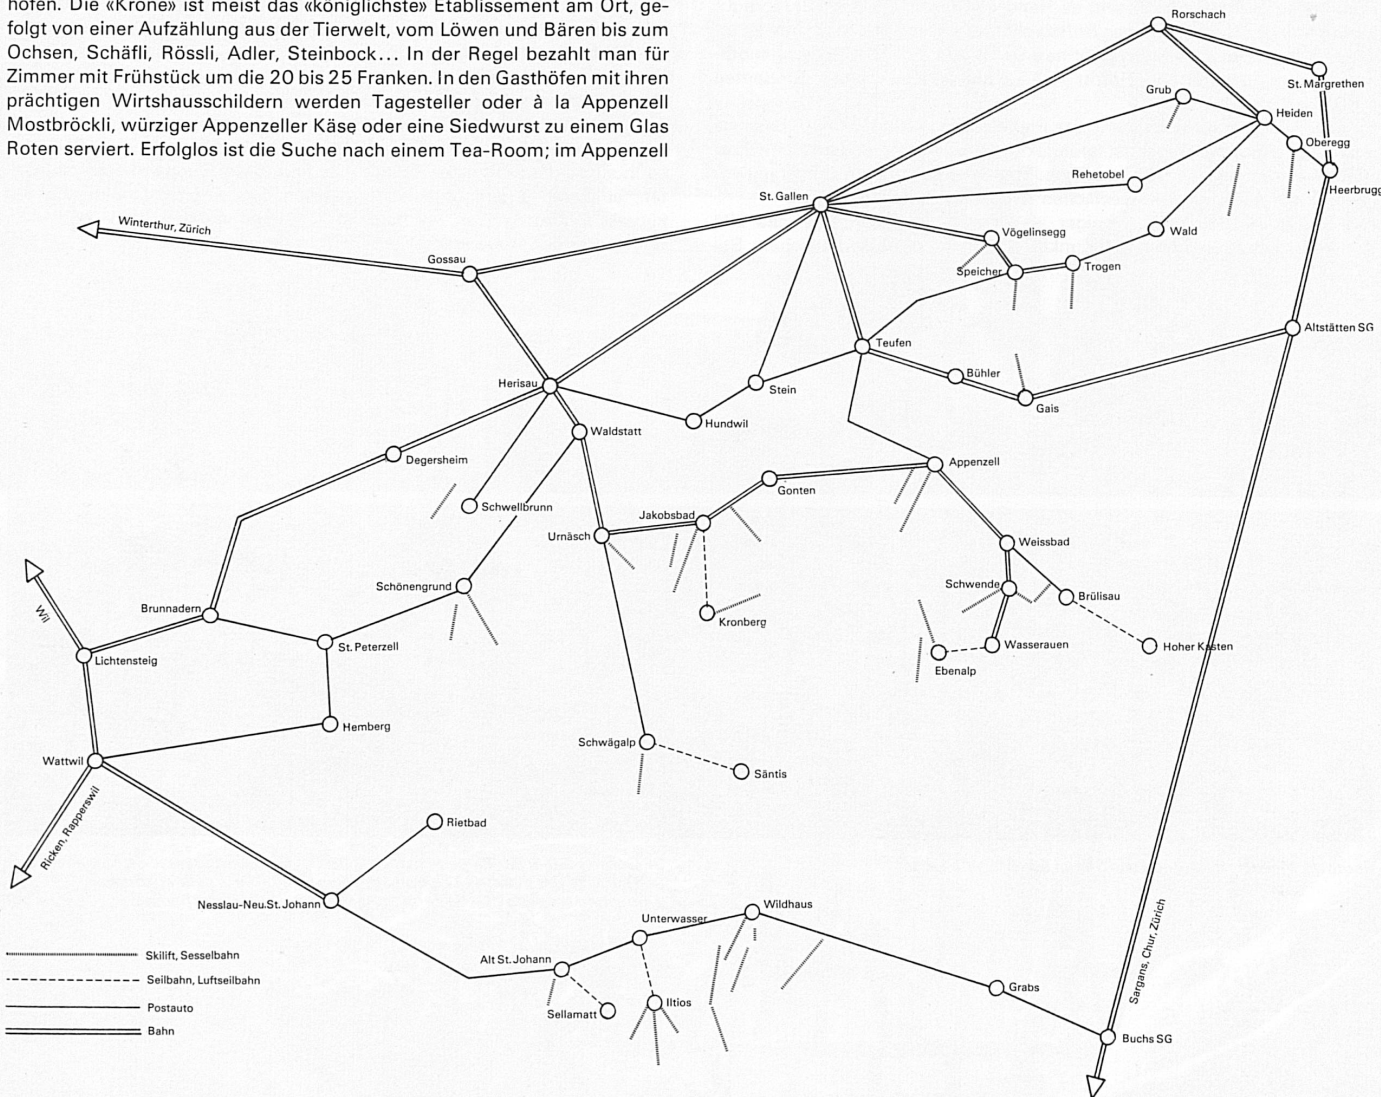 höfen. Die «Krone» ist meist das «königlichste» Etablissement am Ort, ge-
folgt von einer Aufzählung aus der Tierwelt, vom Löwen und Bären bis zum
Ochsen, Schäfli, Rössli, Adler, Steinbock... In der Regel bezahlt man für
Zimmer mit Frühstück um die 20 bis 25 Franken. In den Gasthöfen mit ihren
prächtigen Wirtshausschildern werden Tagesteller oder à la Appenzell
Mostbröckli, würziger Appenzeller Käse oder eine Siedwurst zu einem Glas
Roten serviert. Erfolglos ist die Suche nach einem Tea-Room; im Appenzell
Rorschach
St. Margrethen
Grub
Heiden
Oberegg
Rehetobel
Heerbrugg
St. Gallen
Winterthur, Zürich
Vögelinsegg
Wald
Gossau
Speicher
Trogen
Altstätten SG
Teufen
Bühler
Herisau
Stein
Gais
Hundwil
Waldstatt
Degersheim
Appenzell
Gonten
Schwellbrunn
Jakobsbad
Urnäsch
Weissbad
Schönengrund
Schwende
Brülisau
Brunnadern
Wil
Kronberg
St. Peterzell
Wasserauen
Hoher Kasten
Lichtensteig
Ebenalp
Hemberg
Schwägalp
Wattwil
Säntis
Ricken, Rapperswil
Rietbad
Nesslau-Neu St. Johann
Wildhaus
Unterwasser
Sargans, Chur, Zürich
Skilift, Sesselbahn
Alt St. Johann
Seilbahn, Luftseilbahn
Grabs
Iltios
Postauto
Sellamatt
Bahn
Buchs SG